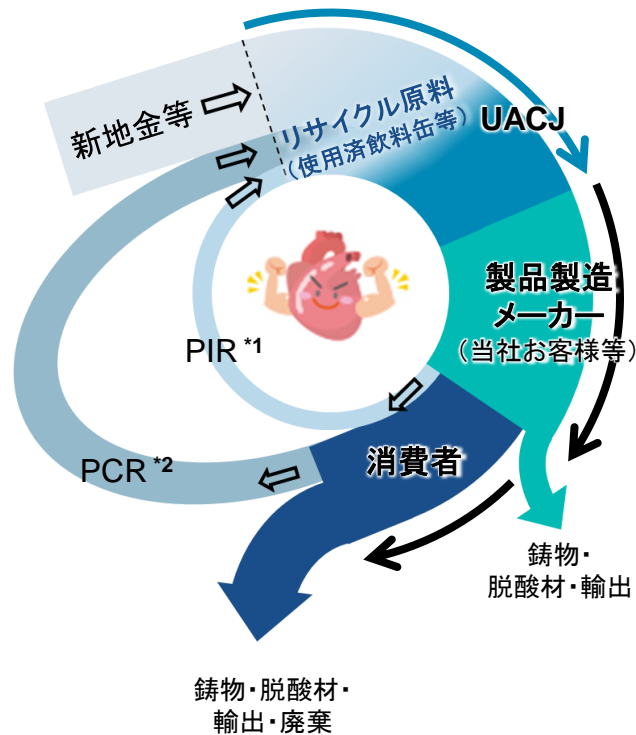 新地金等
リサイクル原料
（使用済飲料缶等）
UACJ
製品製造
メーカー
（当社お客様等）
PIR *1
消費者
PCR *2
鋳物・
脱酸材・輸出
鋳物・脱酸材・
輸出・廃棄